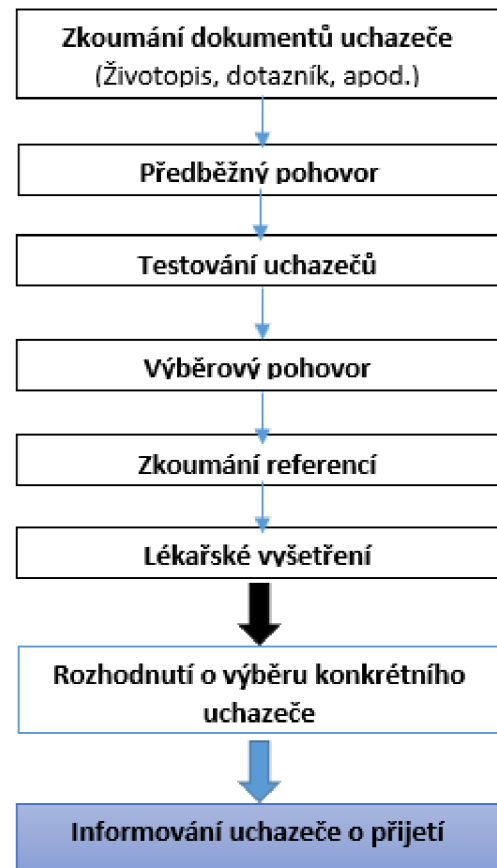 Zkoumání dokumentů uchazeče
(Životopis, dotazník, apod.)
Předběžný pohovor
Testování uchazečů
Výběrový pohovor
Zkoumání referencí
Lékařské vyšetření
Rozhodnutí o výběru konkrétního
uchazeče
Informování uchazeče o přijetí